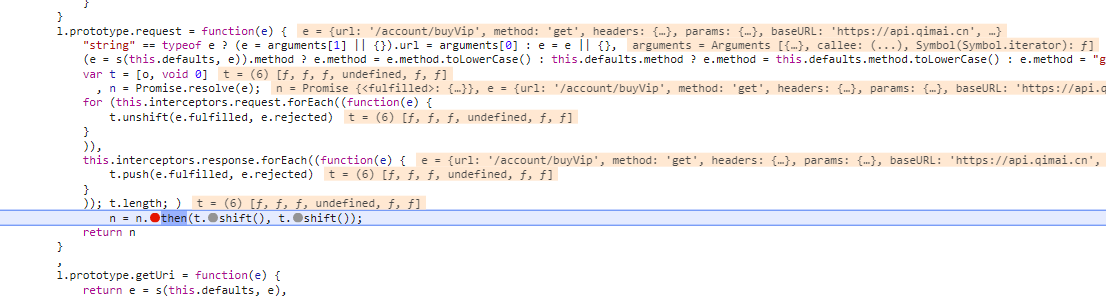 }
l.prototype.request = function(e) { e = {url: '/account/buyVip', method: 'get', headers: {…}, params: {…}, baseURL: 'https://api.qimai.cn', …}
"string" == typeof e ? (e = arguments[1] || {}).url = arguments[0] : e = e || {}, arguments = Arguments [{…}, callee: (...), Symbol(Symbol.iterator): ƒ]
(e = s(this.defaults, e)).method ? e.method = e.method.toLowerCase() : this.defaults.method ? e.method = this.defaults.method.toLowerCase() : e.method = "g
var t = [o, void 0] t = (6) [ƒ, ƒ, ƒ, undefined, ƒ, ƒ]
, n = Promise.resolve(e); n = Promise {<fulfilled>: {…}}, e = {url: '/account/buyVip', method: 'get', headers: {…}, params: {…}, baseURL: 'https://ap
for (this.interceptors.request.forEach((function(e) {
t.unshift(e.fulfilled, e.rejected) t = (6) [ƒ, ƒ, ƒ, undefined, ƒ, ƒ]
}
)),
this.interceptors.response.forEach((function(e) { e = {url: '/account/buyVip', method: 'get', headers: {…}, params: {…}, baseURL: 'https://api.qimai.cn',
t.push(e.fulfilled, e.rejected) t = (6) [ƒ, ƒ, ƒ, undefined, ƒ, ƒ]
}
)); t.length; ) t = (6) [ƒ, ƒ, ƒ, undefined, ƒ, ƒ]
n = n.then(t.shift(), t.shift());
return n
}
,
l.prototype.getUri = function(e) {
return e = s(this.defaults, e),